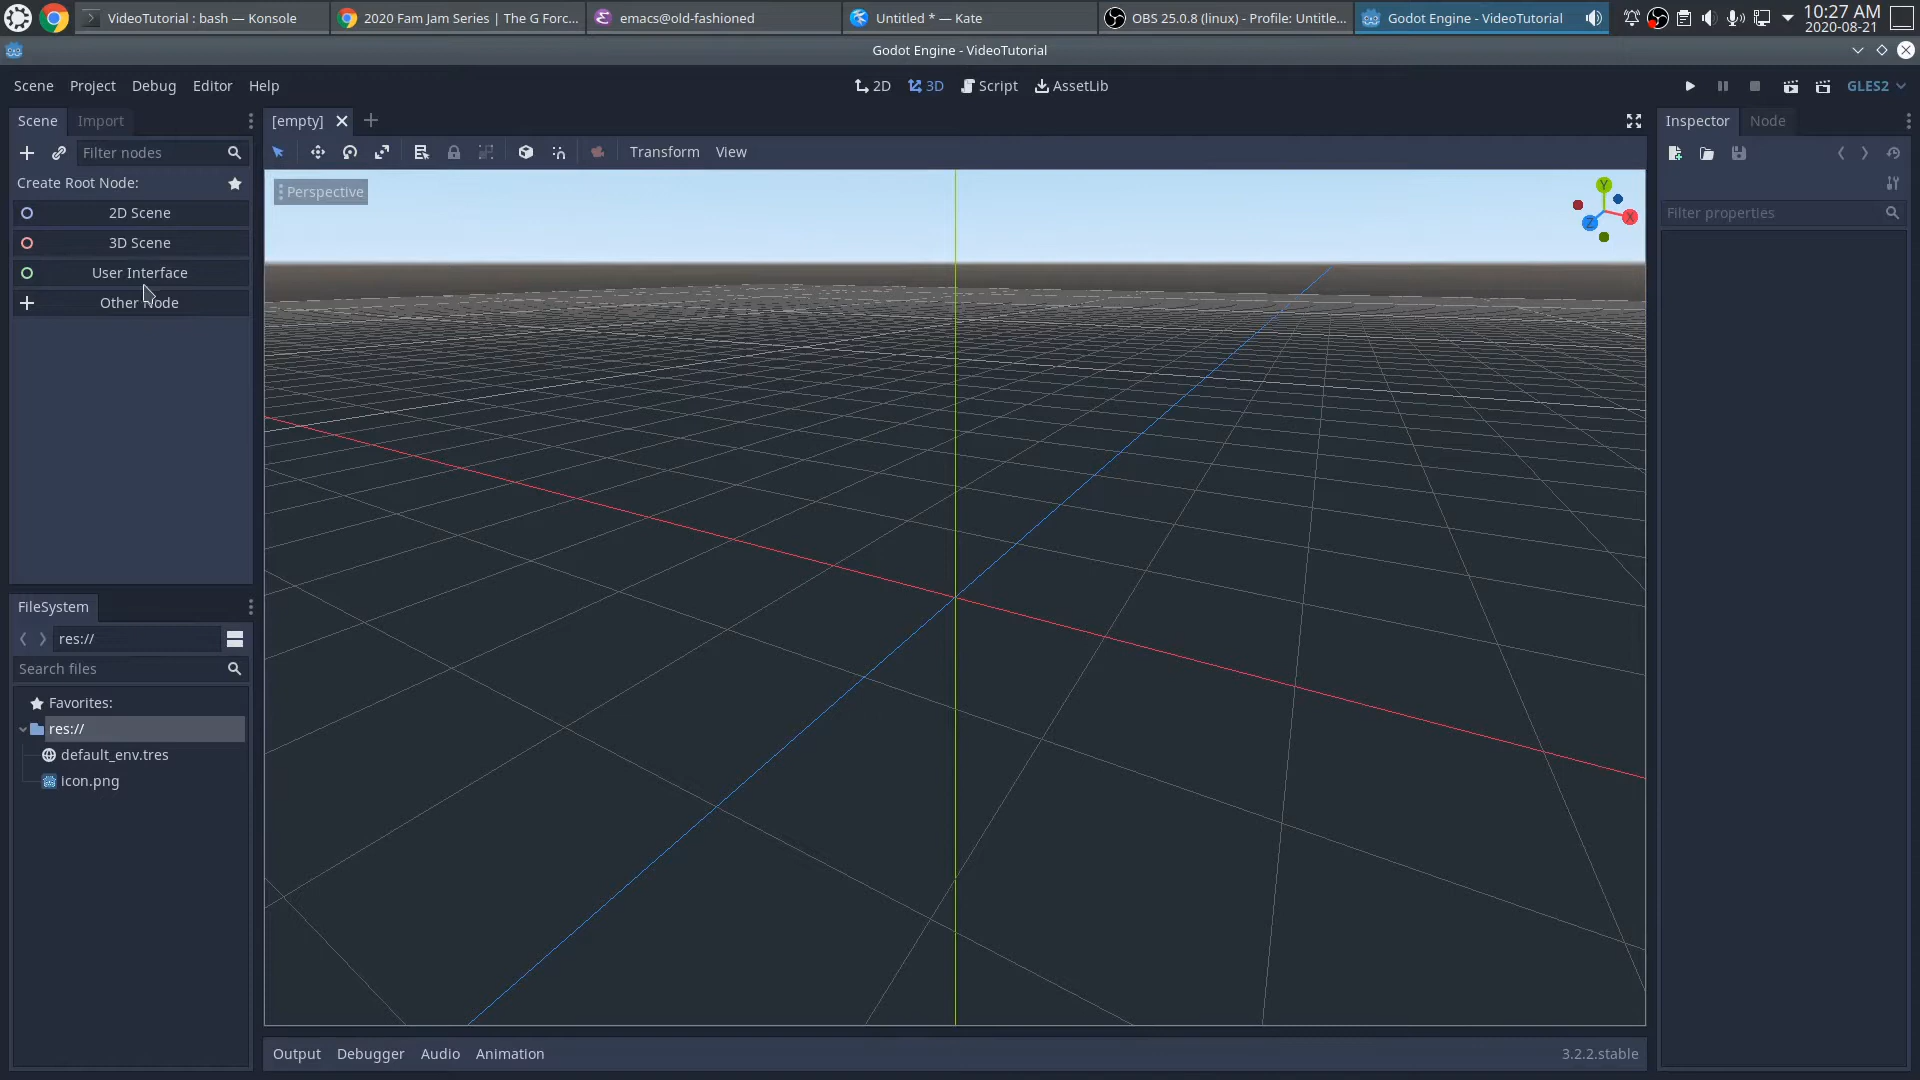 VideoTutorial : bash — Konsole
2020 Fam Jam Series | The G Forc...
emacs@old-fashioned
Untitled * — Kate
OBS 25.0.8 (linux) - Profile: Untitle...
Godot Engine - VideoTutorial
10:27 AM
2020-08-21
Godot Engine - VideoTutorial
Scene Project Debug Editor Help
2D 3D Script AssetLib
GLES2
Scene Import
[empty]
Inspector Node
Filter nodes
Transform View
Create Root Node:
Perspective
Y
X
Z
2D Scene
Filter properties
3D Scene
User Interface
Other Node
FileSystem
res://
Search files
Favorites:
res://
default_env.tres
icon.png
Output Debugger Audio Animation
3.2.2.stable